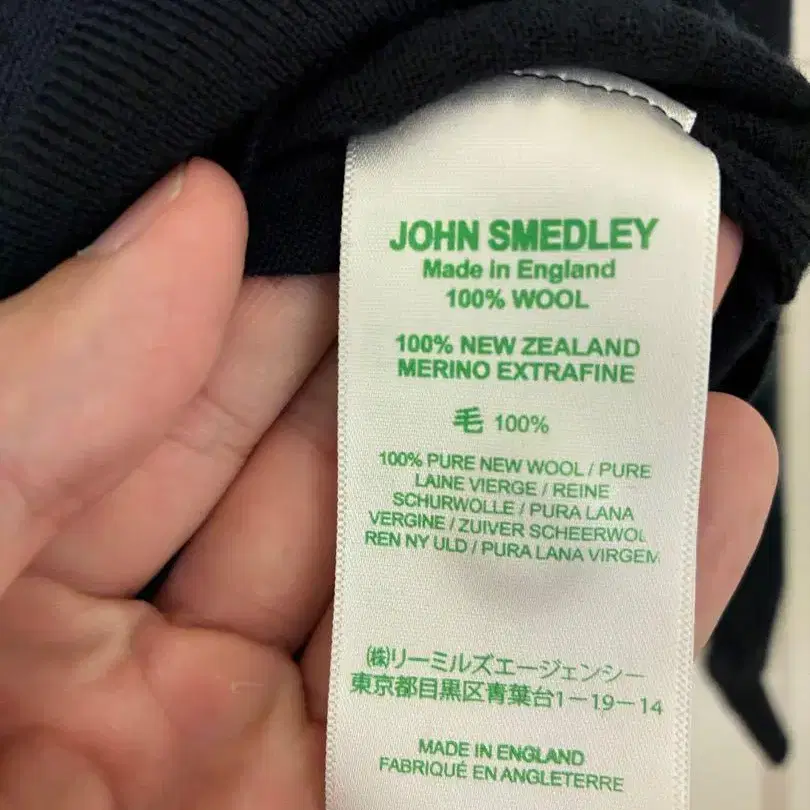 JOHN SMEDLEY
Made in England
100% WOOL
100% NEW ZEALAND
MERINO EXTRAFINE
毛 100%
100% PURE NEW WOOL / PURE
LAINE VIERGE / REINE
SCHURWOLLE / PURA LANA
VERGINE / ZUIVER SCHEERWOL
REN NY ULD / PURA LANA VIRGEM
㈱リーミルズエージェンシー
東京都目黒区青葉台1-19-14
MADE IN ENGLAND
FABRIQUÉ EN ANGLETERRE